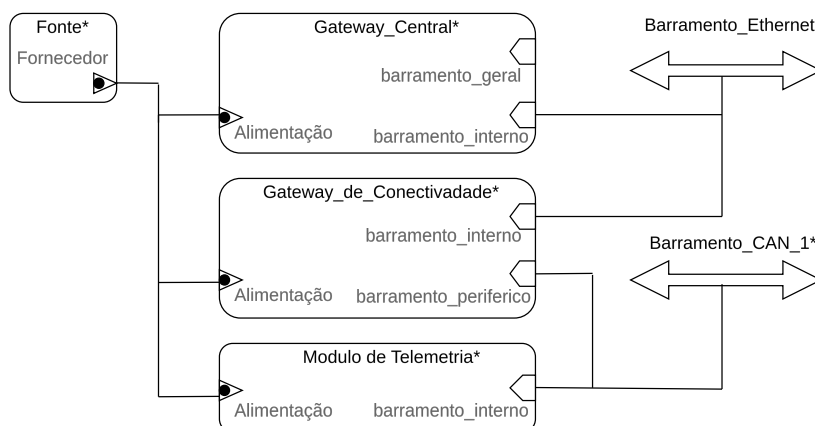 Fonte*
Fornecedor
Gateway_Central*
barramento_geral
Alimentação
barramento_interno
Barramento_Ethernet
Gateway_de_Conectivadade*
barramento_interno
Alimentação
barramento_periferico
Barramento_CAN_1*
Modulo de Telemetria*
Alimentação
barramento_interno